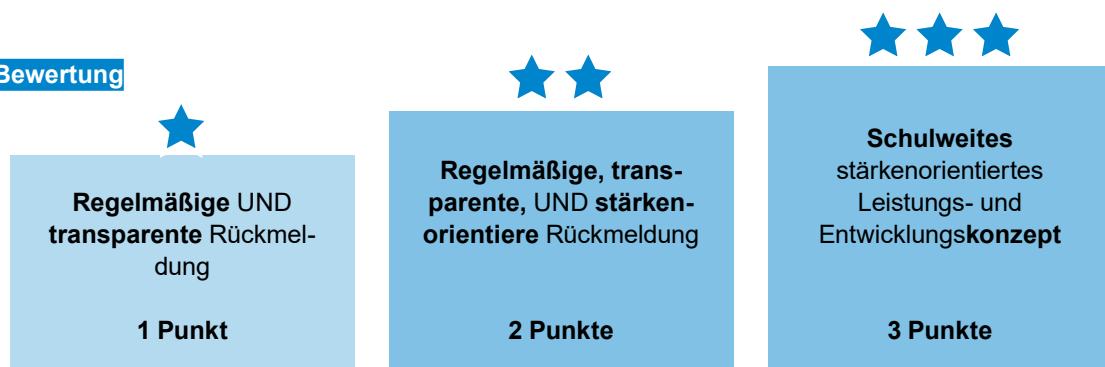 Bewertung
Regelmäßige UND
transparente Rückmel-
dung
1 Punkt
Regelmäßige, trans-
parente, UND stärken-
orientiere Rückmeldung
2 Punkte
Schulweites
stärkenorientiertes
Leistungs- und
Entwicklungskonzept
3 Punkte